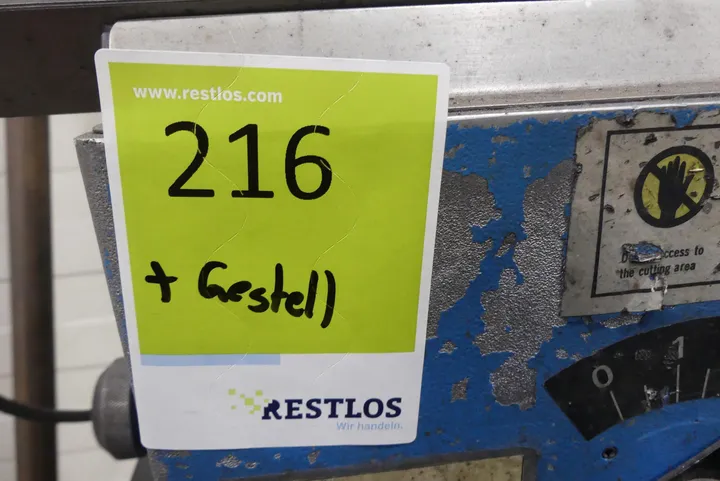 www.restlos.com
216
+ Gestell
RESTLOS
Wir handeln.
access to
the cutting area
0
1